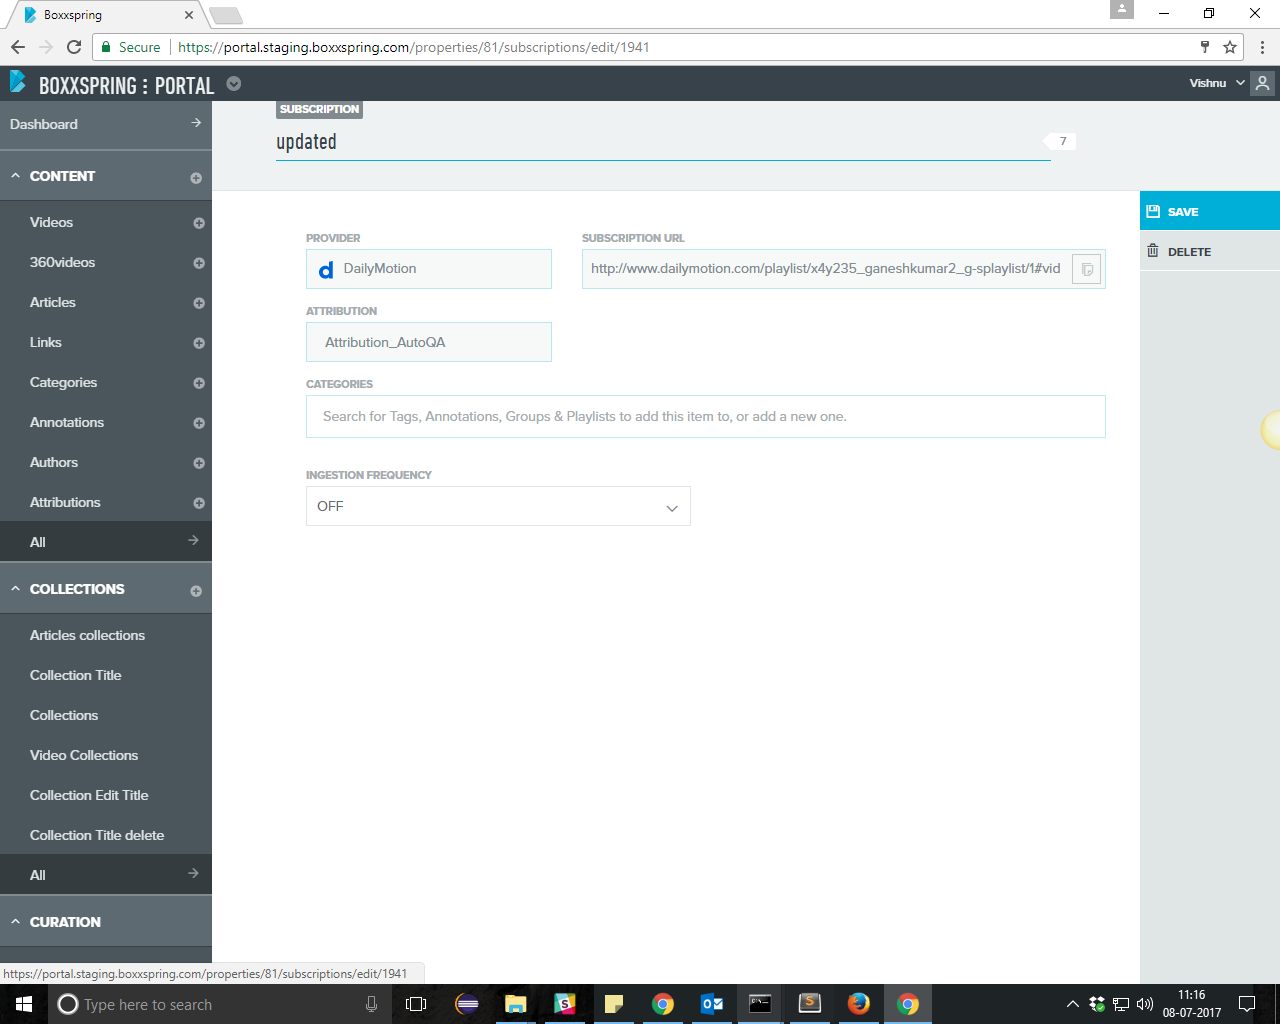 Boxxspring
Secure
https://portal.staging.boxxspring.com/properties/81/subscriptions/edit/1941
BOXXSPRING : PORTAL
Vishnu
Dashboard
CONTENT
Videos
360videos
Articles
Links
Categories
Annotations
Authors
Attributions
All
COLLECTIONS
Articles collections
Collection Title
Collections
Video Collections
Collection Edit Title
Collection Title delete
All
CURATION
SUBSCRIPTION
updated
7
PROVIDER
DailyMotion
SUBSCRIPTION URL
http://www.dailymotion.com/playlist/x4y235_ganeshkumar2_g-splaylist/1#vid
ATTRIBUTION
Attribution_AutoQA
CATEGORIES
Search for Tags, Annotations, Groups & Playlists to add this item to, or add a new one.
INGESTION FREQUENCY
OFF
SAVE
DELETE
https://portal.staging.boxxspring.com/properties/81/subscriptions/edit/1941
Type here to search
11:16
08-07-2017